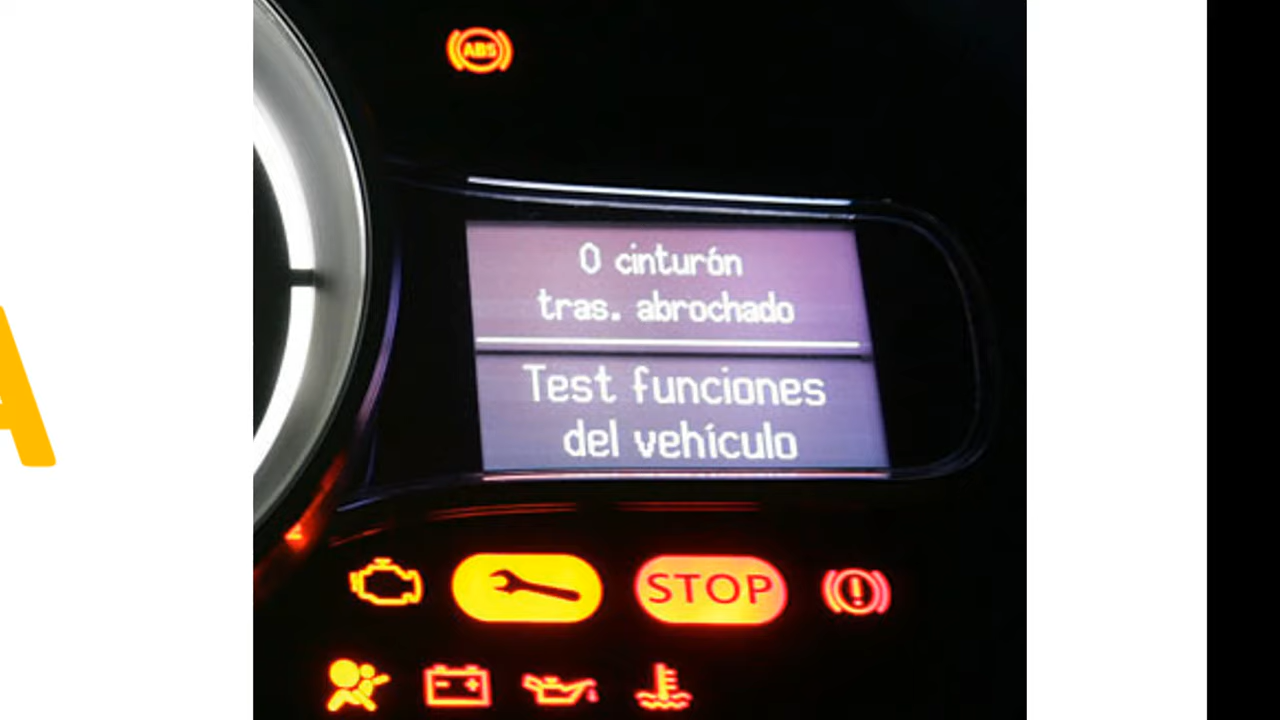 A
ABS
0 cinturón
tras. abrochado
Test funciones
del vehículo
STOP